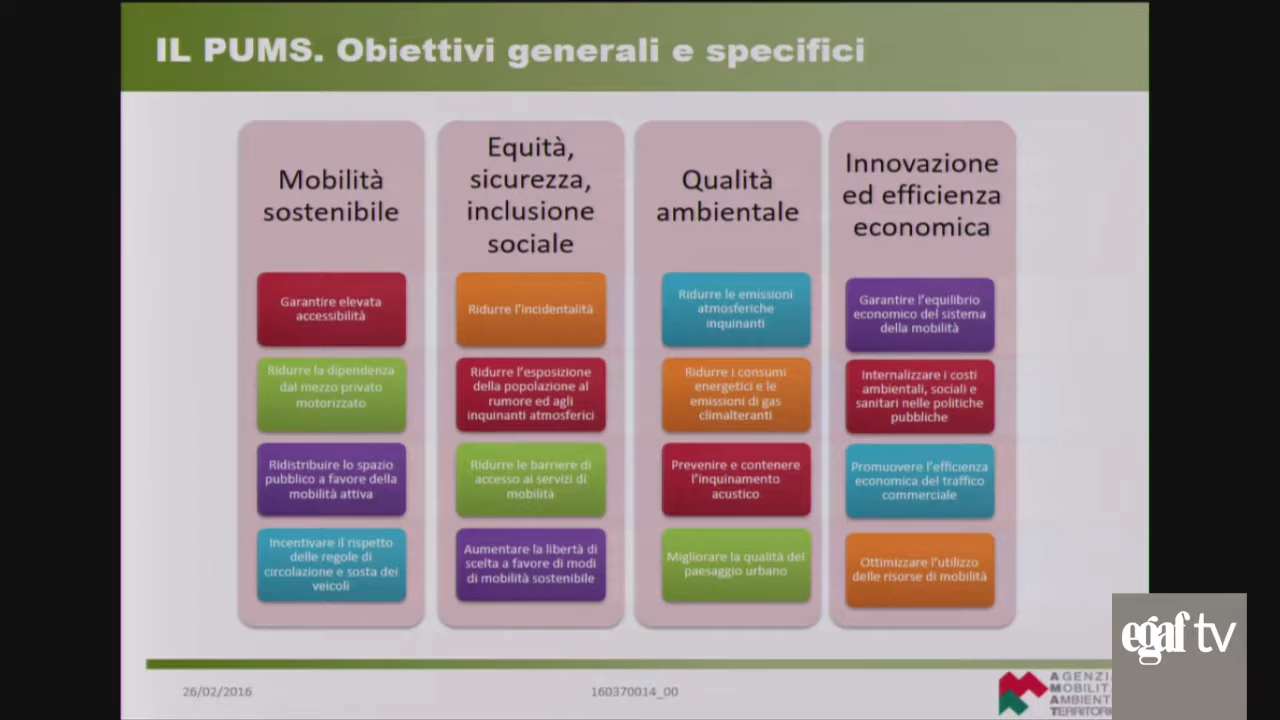 IL PUMS. Obiettivi generali e specifici
Mobilità
sostenibile
Garantire elevata
accessibilità
Ridurre la dipendenza
dal mezzo privato
motorizzato
Ridistribuire lo spazio
pubblico a favore della
mobilità attiva
Incentivare il rispetto
delle regole di
circolazione e sosta dei
veicoli
Equità,
sicurezza,
inclusione
sociale
Ridurre l'incidentalità
Ridurre l'esposizione
della popolazione al
rumore ed agli
inquinanti atmosferici
Ridurre le barriere di
accesso ai servizi di
mobilità
Aumentare la libertà di
scelta a favore di modi
di mobilità sostenibile
Qualità
ambientale
Ridurre le emissioni
atmosferiche
inquinanti
Ridurre i consumi
energetici e le
emissioni di gas
climalteranti
Prevenire e contenere
l'inquinamento
acustico
Migliorare la qualità del
paesaggio urbano
Innovazione
ed efficienza
economica
Garantire l'equilibrio
economico del sistema
della mobilità
Internalizzare i costi
ambientali, sociali e
sanitari nelle politiche
pubbliche
Promuovere l'efficienza
economica del traffico
commerciale
Ottimizzare l'utilizzo
delle risorse di mobilità
26/02/2016
160370014_00
AGENZI
MOBILIT
AMBIENT
TERRITORI
egaf tv